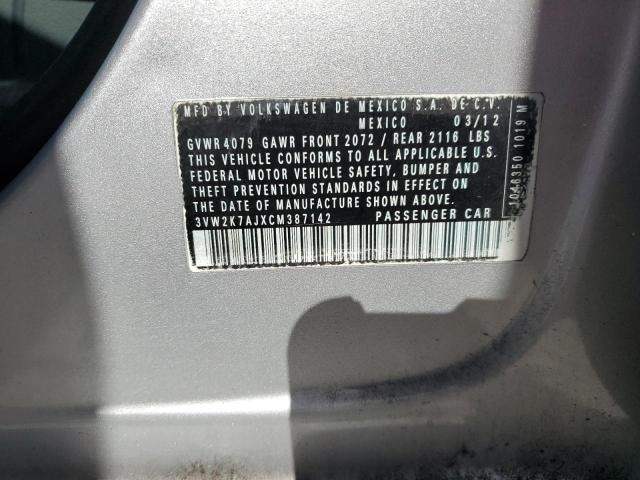 MFD BY VOLKSWAGEN DE MEXICO S.A. DE C.V.
MEXICO 03/12
GVWR 4079 GAWR FRONT 2072 / REAR 2116 LBS
THIS VEHICLE CONFORMS TO ALL APPLICABLE U.S.
FEDERAL MOTOR VEHICLE SAFETY, BUMPER AND
THEFT PREVENTION STANDARDS IN EFFECT ON
THE DATE OF MANUFACTURE SHOWN ABOVE.
3VW2K7AJXCM387142 PASSENGER CAR
1046350 1019 M